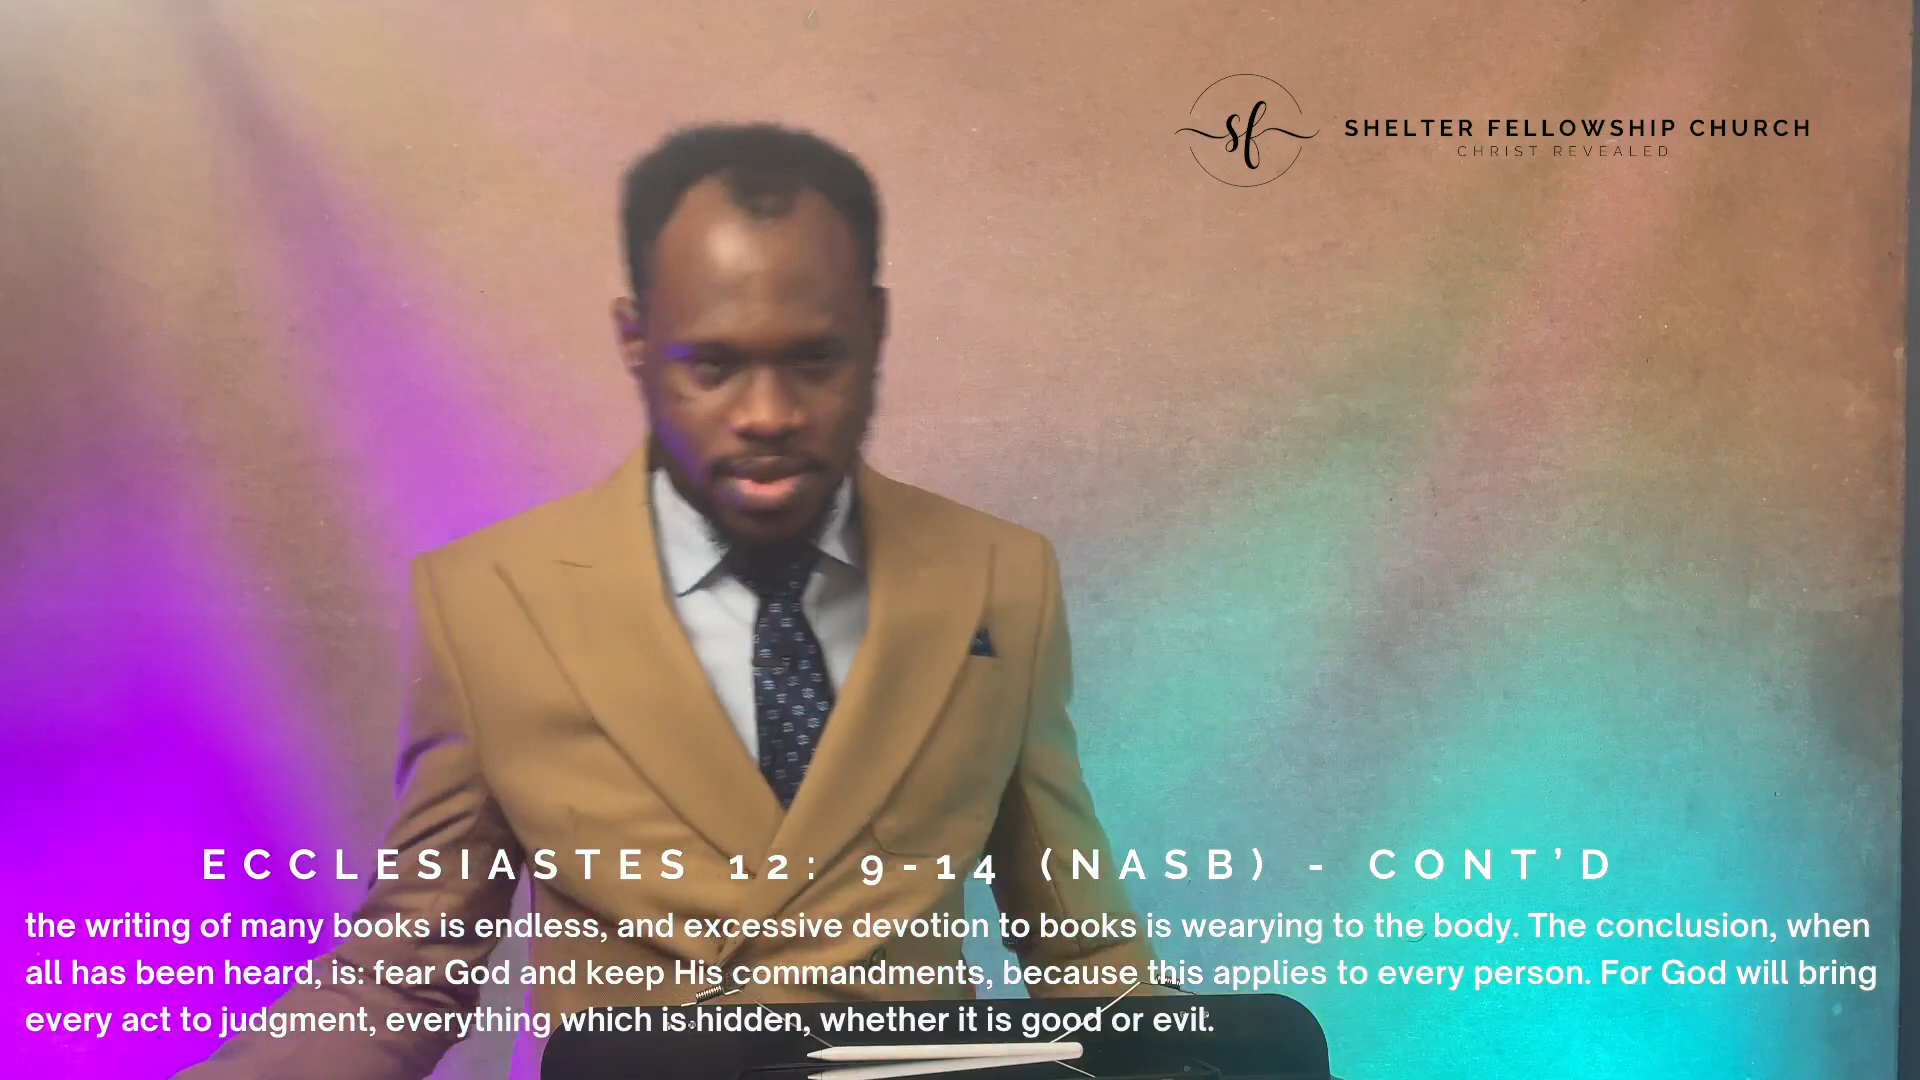 sf
SHELTER FELLOWSHIP CHURCH
CHRIST REVEALED
ECCLESIASTES 12: 9-14 (NASB) - CONT’D
the writing of many books is endless, and excessive devotion to books is wearying to the body. The conclusion, when
all has been heard, is: fear God and keep His commandments, because this applies to every person. For God will bring
every act to judgment, everything which is hidden, whether it is good or evil.